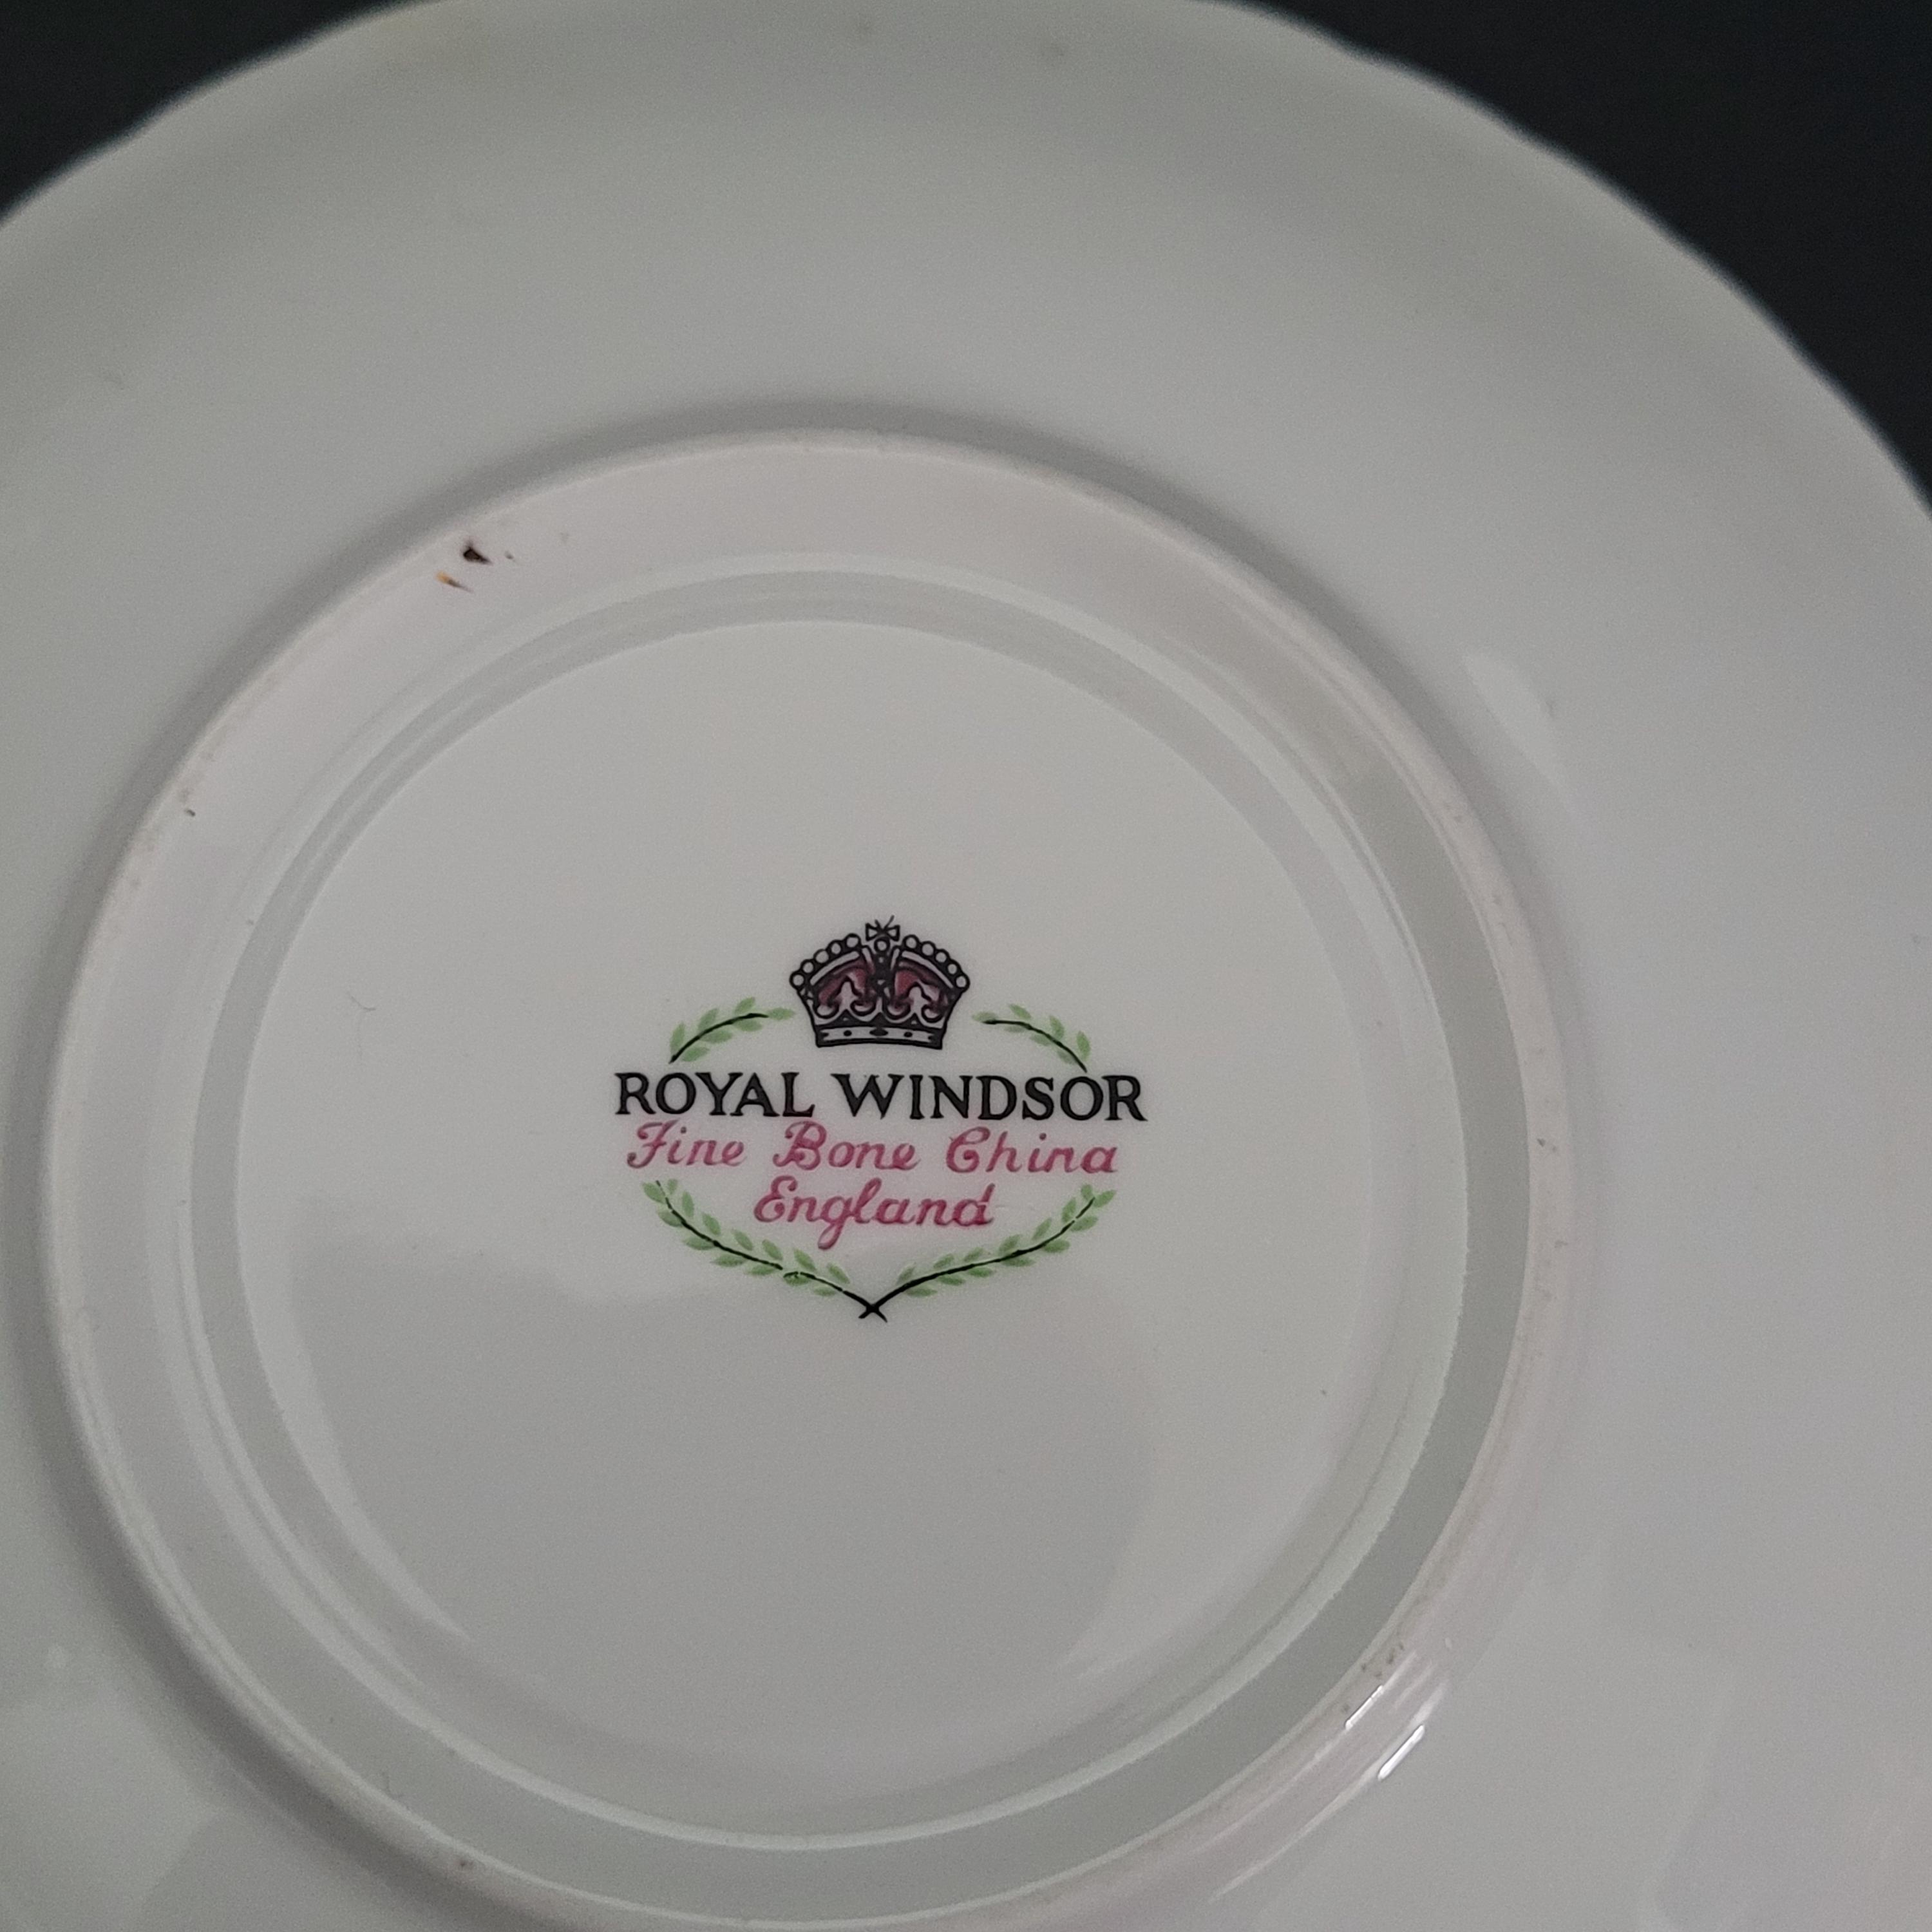 ROYAL WINDSOR
Fine Bone China
England